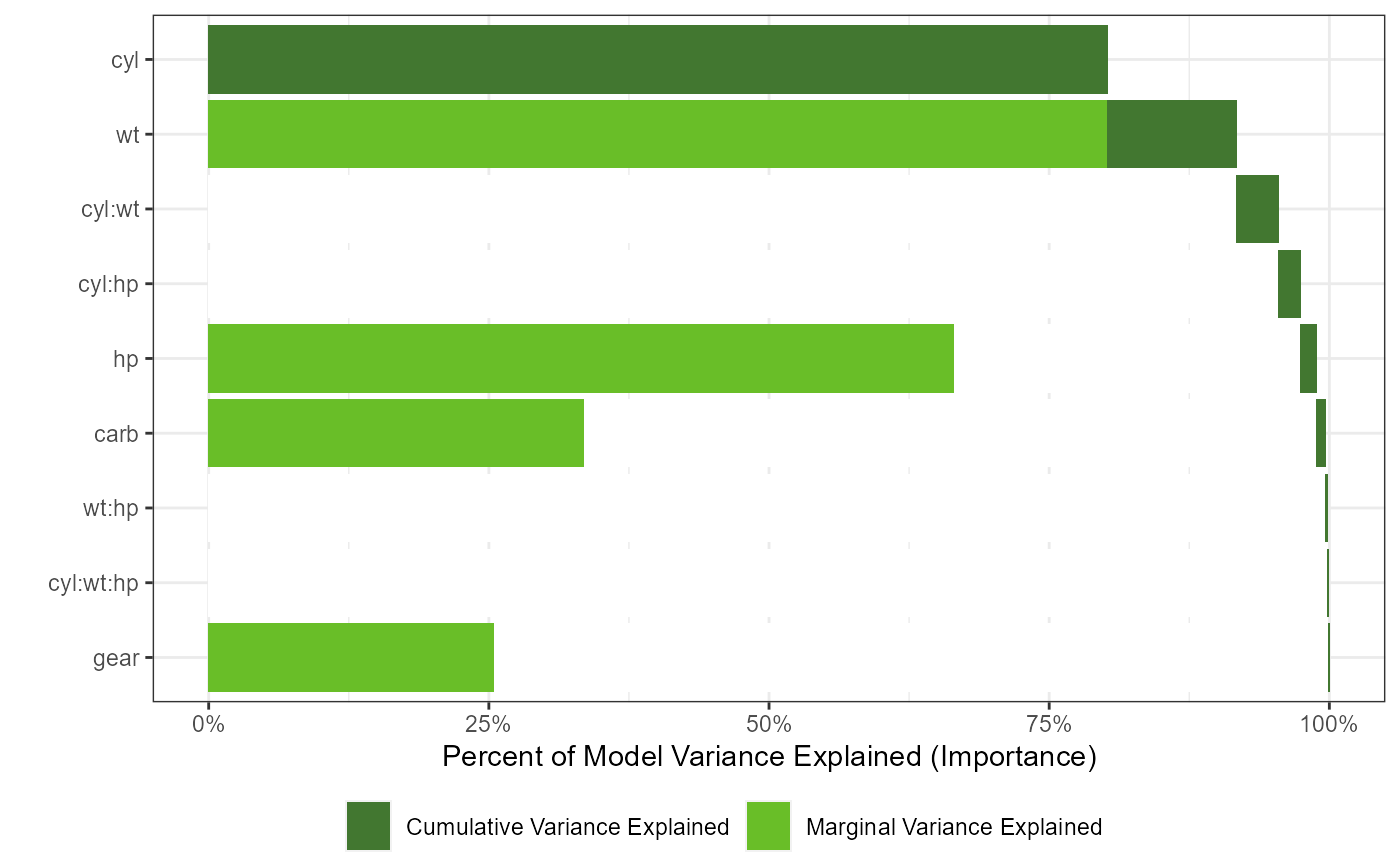 cyl
wt
cyl:wt
cyl:hp
hp
carb
wt:hp
cyl:wt:hp
gear
0% 25% 50% 75% 100%
Percent of Model Variance Explained (Importance)
Cumulative Variance Explained Marginal Variance Explained